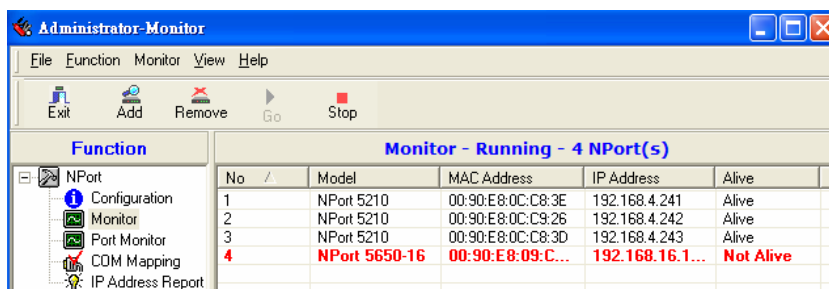 Administrator-Monitor
File Function Monitor View Help
Exit Add Remove Go Stop
Function
Monitor - Running - 4 NPort(s)
NPort
Configuration
Monitor
Port Monitor
COM Mapping
IP Address Report
No Model MAC Address IP Address Alive
1 NPort 5210 00:90:E8:0C:C8:3E 192.168.4.241 Alive
2 NPort 5210 00:90:E8:0C:C9:26 192.168.4.242 Alive
3 NPort 5210 00:90:E8:0C:C8:3D 192.168.4.243 Alive
4 NPort 5650-16 00:90:E8:09:C... 192.168.16.1... Not Alive